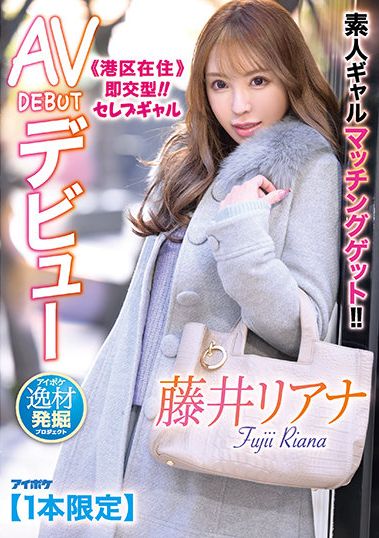 素人ギャルマッチングゲット!!
《港区在住》
即交型!!
セレブギャル
AV
DEBUT
デビュー
アイポケ
逸材
発掘
プロジェクト
藤井リアナ
Fujii Riana
アイポケ
【1本限定】